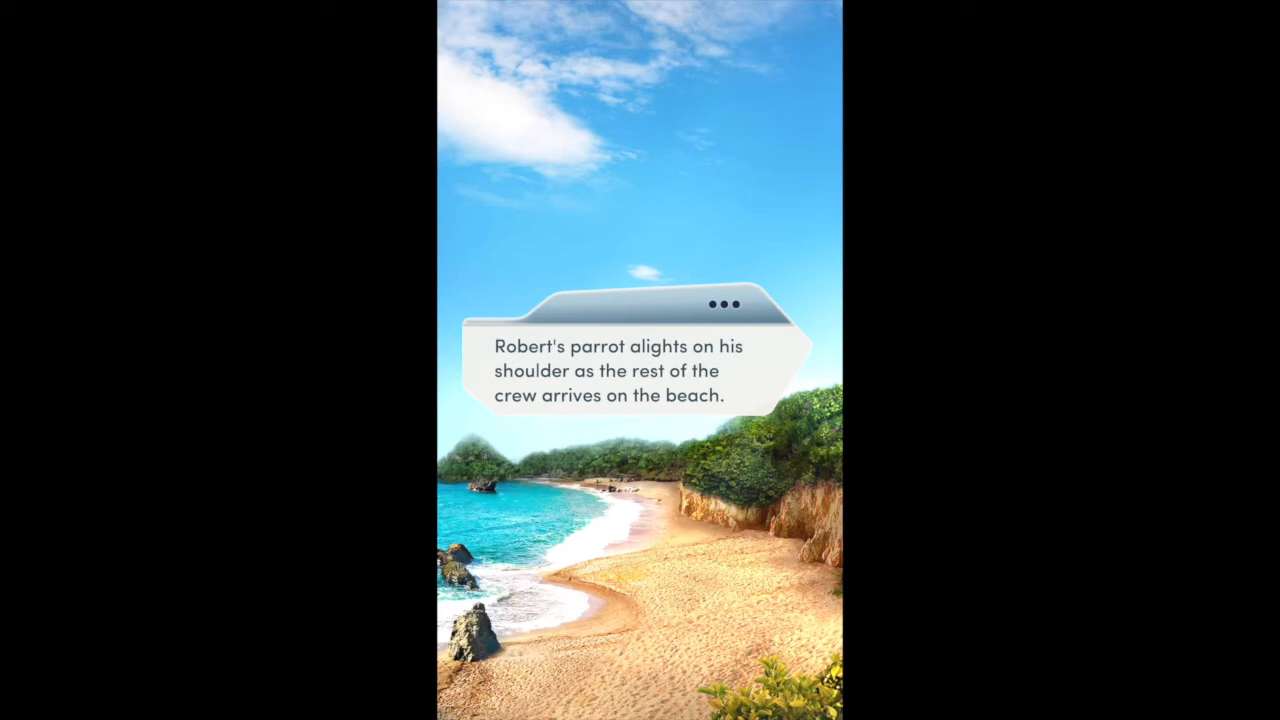 Robert's parrot alights on his
shoulder as the rest of the
crew arrives on the beach.